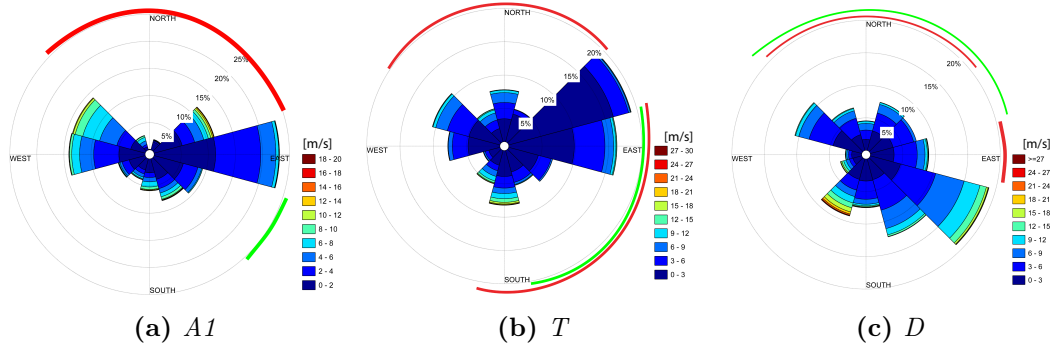 NORTH
25%
20%
15%
5%
WEST
EAST
SOUTH
[m/s]
18 - 20
16 - 18
14 - 16
12 - 14
10 - 12
8 - 10
6 - 8
4 - 6
2 - 4
0 - 2
(a) A1
NORTH
20%
15%
10%
5%
WEST
EAST
SOUTH
[m/s]
27 - 30
24 - 27
21 - 24
18 - 21
15 - 18
12 - 15
9 - 12
6 - 9
3 - 6
0 - 3
(b) T
NORTH
20%
15%
10%
5%
WEST
EAST
SOUTH
[m/s]
>=27
24 - 27
21 - 24
18 - 21
15 - 18
12 - 15
9 - 12
6 - 9
3 - 6
0 - 3
(c) D